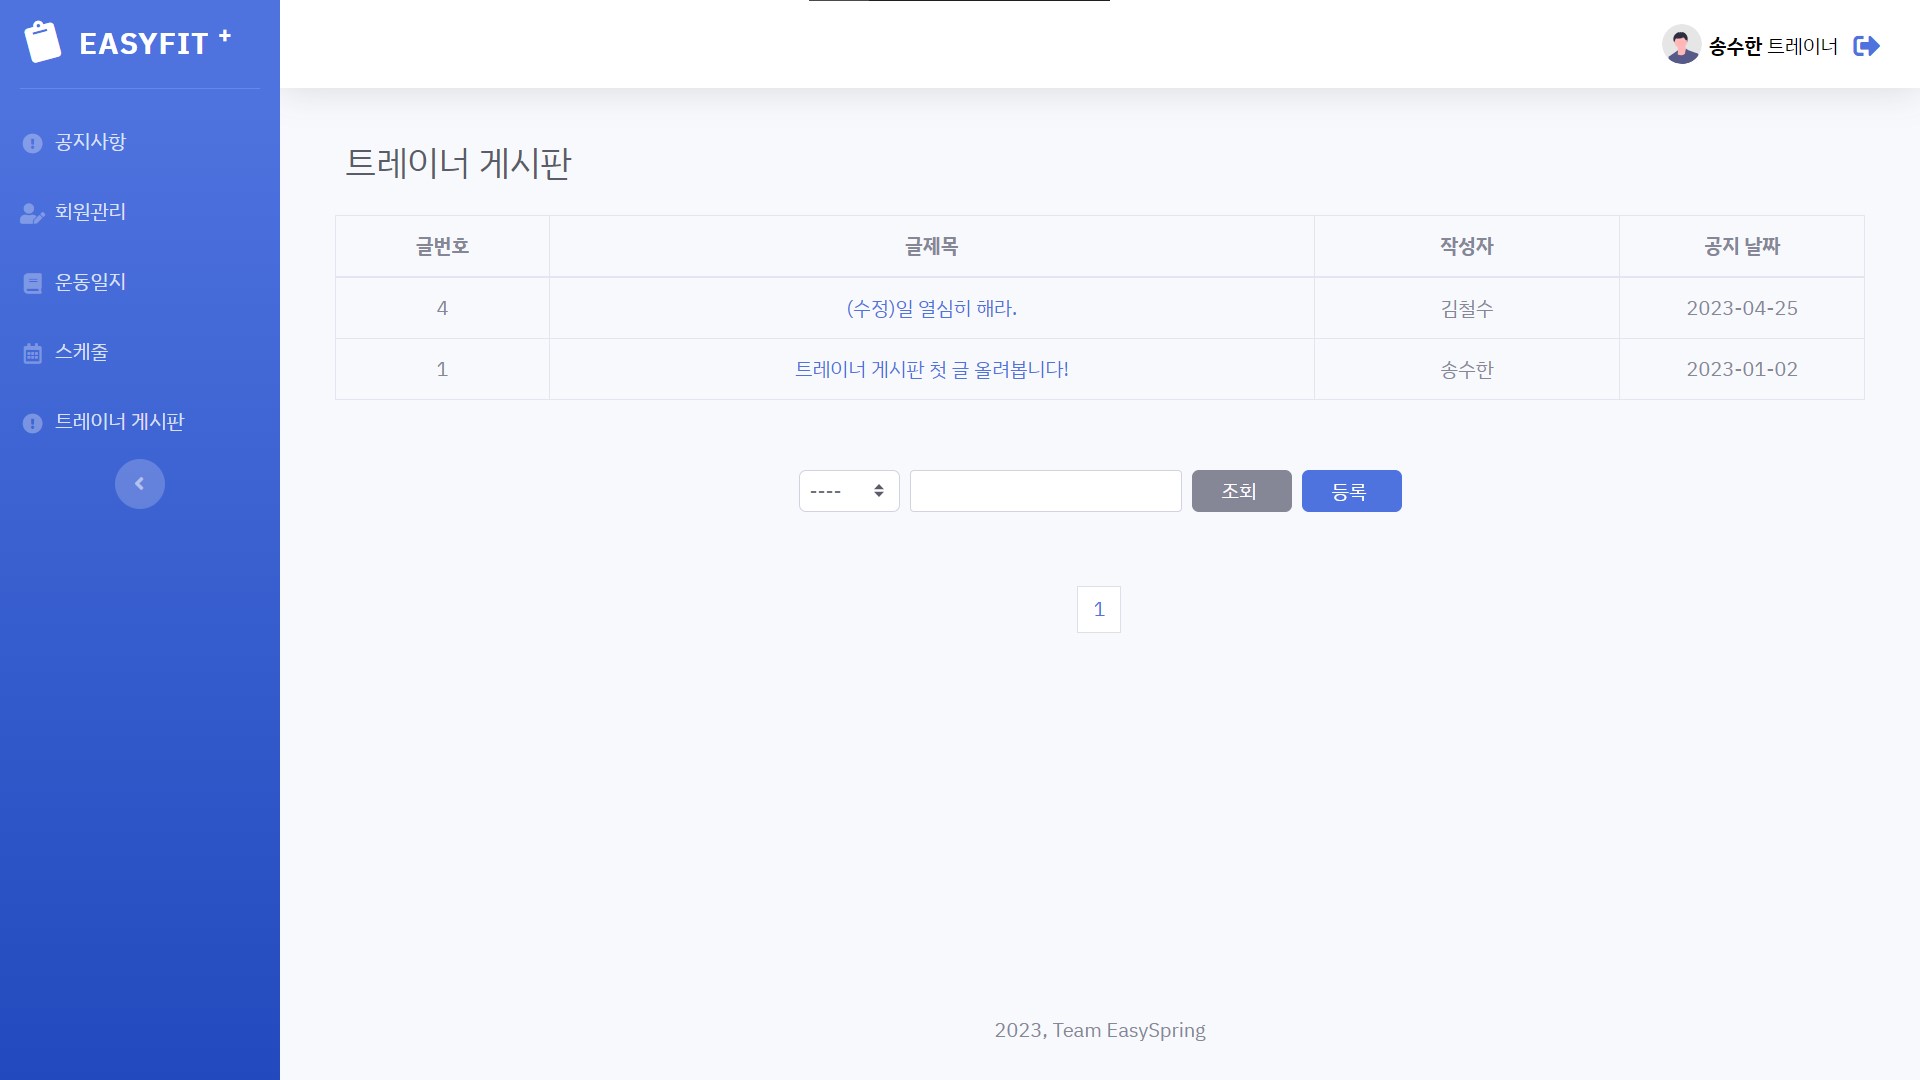 EASYFIT +
송수한 트레이너
공지사항
회원관리
운동일지
스케줄
트레이너 게시판
트레이너 게시판
글번호 글제목 작성자 공지 날짜
4 (수정)일 열심히 해라. 김철수 2023-04-25
1 트레이너 게시판 첫 글 올려봅니다! 송수한 2023-01-02
---- 조회 등록
1
2023, Team EasySpring